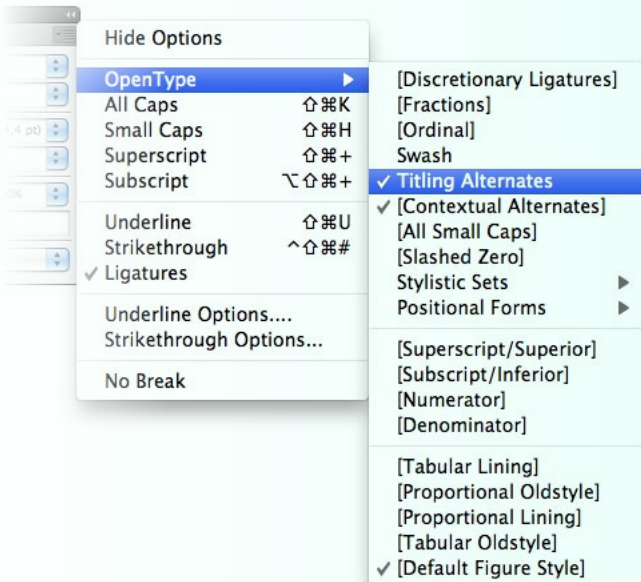 Hide Options
OpenType
All Caps ⇧⌘K
Small Caps ⇧⌘H
Superscript ⇧⌘+
Subscript ⌥⇧⌘+
Underline ⇧⌘U
Strikethrough ^⇧⌘#
✓ Ligatures
Underline Options....
Strikethrough Options...
No Break
[Discretionary Ligatures]
[Fractions]
[Ordinal]
Swash
✓ Titling Alternates
✓ [Contextual Alternates]
[All Small Caps]
[Slashed Zero]
Stylistic Sets
Positional Forms
[Superscript/Superior]
[Subscript/Inferior]
[Numerator]
[Denominator]
[Tabular Lining]
[Proportional Oldstyle]
[Proportional Lining]
[Tabular Oldstyle]
✓ [Default Figure Style]